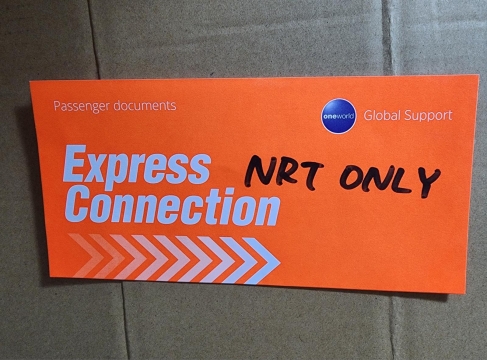 Passenger documents
oneworld Global Support
Express
Connection
NRT ONLY